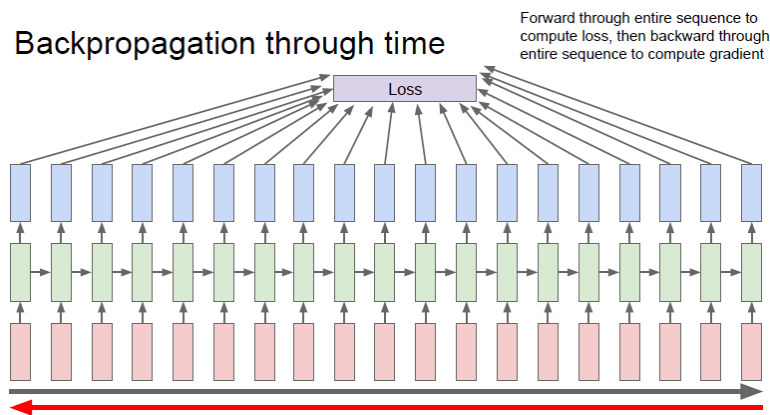 Backpropagation through time
Forward through entire sequence to
compute loss, then backward through
entire sequence to compute gradient
Loss